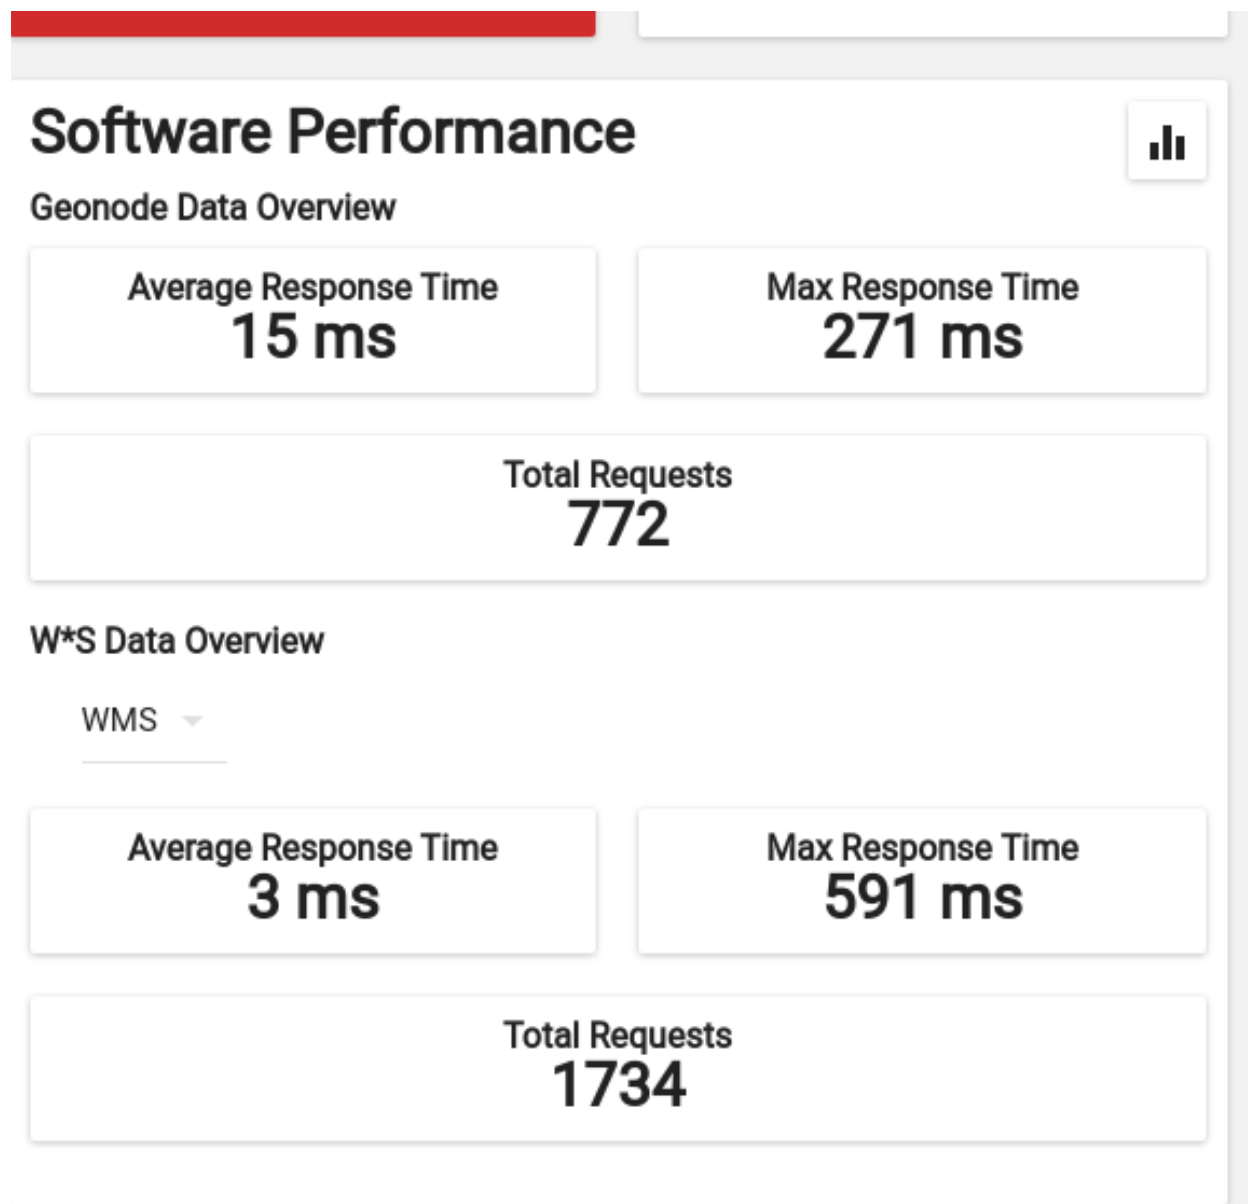 Software Performance
Geonode Data Overview
Average Response Time
15 ms
Max Response Time
271 ms
Total Requests
772
W*S Data Overview
WMS
Average Response Time
3 ms
Max Response Time
591 ms
Total Requests
1734